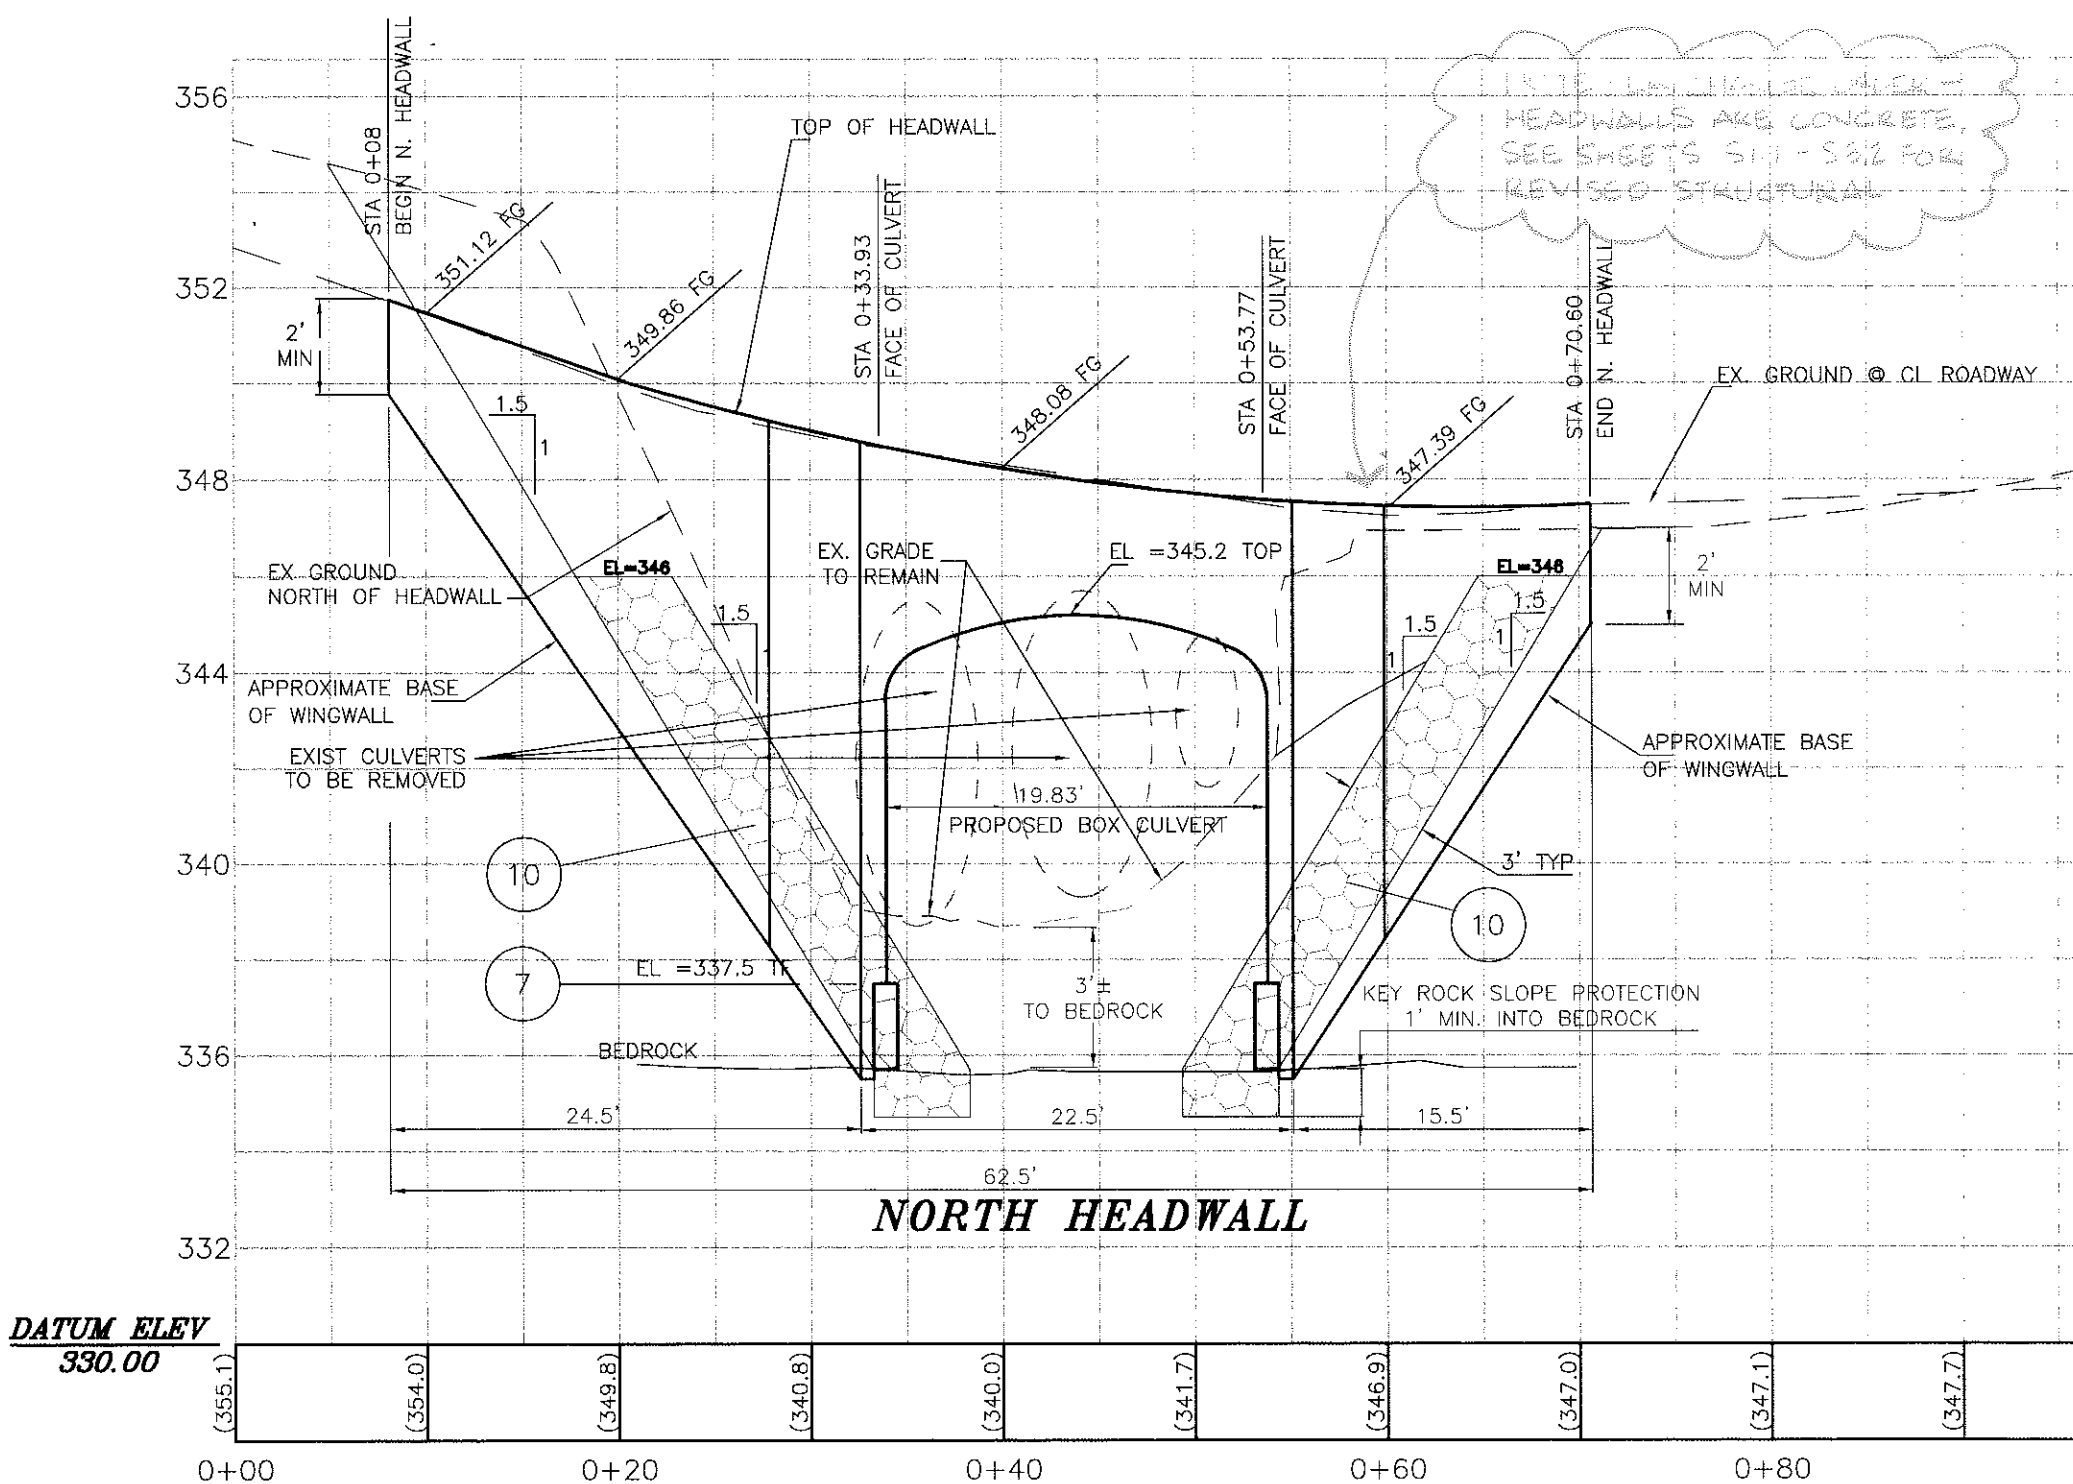 356
352
348
344
340
336
332
STA 0+08
BEGIN N. HEADWALL
TOP OF HEADWALL
HEADWALLS ARE CONCRETE,
SEE SHEETS S1.1 - S3.2 FOR
REVISED STRUCTURAL
351.12 FG
349.86 FG
STA 0+33.93
FACE OF CULVERT
348.08 FG
STA 0+53.77
FACE OF CULVERT
347.39 FG
STA 0+70.60
END N. HEADWALL
EX. GROUND @ CL ROADWAY
2'
MIN
1.5
1
EX. GROUND
NORTH OF HEADWALL
EL=346
1.5
EX. GRADE
TO REMAIN
EL =345.2 TOP
EL=346
1.5
1
1.5
1
2'
MIN
APPROXIMATE BASE
OF WINGWALL
EXIST CULVERTS
TO BE REMOVED
APPROXIMATE BASE
OF WINGWALL
19.83'
PROPOSED BOX CULVERT
10
3' TYP
10
7
EL =337.5 TF
3'±
TO BEDROCK
KEY ROCK SLOPE PROTECTION
1' MIN. INTO BEDROCK
BEDROCK
24.5'
22.5'
15.5'
62.5'
NORTH HEADWALL
DATUM ELEV
330.00
(355.1)
(354.0)
(349.8)
(340.8)
(340.0)
(341.7)
(346.9)
(347.0)
(347.1)
(347.7)
0+00
0+20
0+40
0+60
0+80